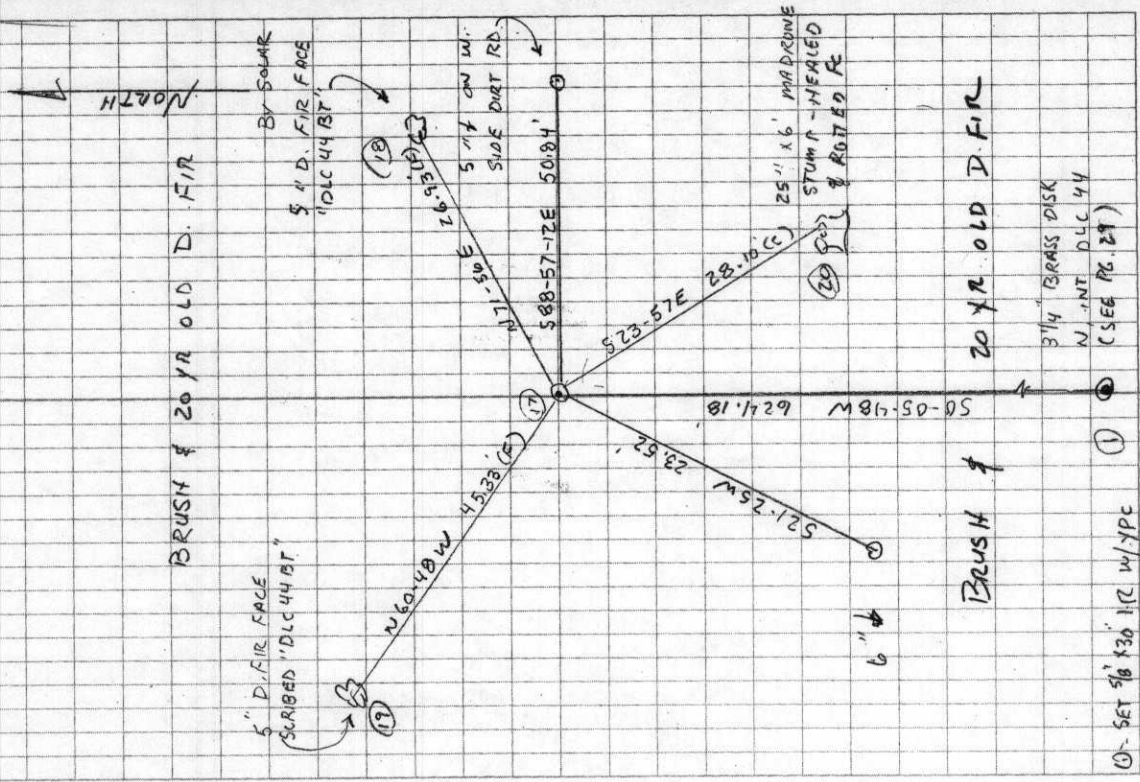 NORTH
BY SOLAR
BRUSH & 20 YR OLD D. FIR
5" D. FIR FACE
"DLC 44 BT"
(18)
5" D. FIR FACE
SCRIBED "DLC 44 BT"
(19)
N 60-48 W 45.33' (F)
N 71-50 E 26.93' (F)
5 ON W.
SIDE DIRT RD.
(17)
S88-57-12E 50.84'
S23-57E 28.10' (C)
25" X 6' MADRONE
STUMP - HEALED
& ROTTED FC
(20)
S21-25W 23.52'
6"
S0-05-48W 624.18
BRUSH & 20 YR OLD D. FIR
3 1/4" BRASS DISK
N. INT DLC 44
(SEE PG. 29)
(1)
- SET 5/8" X 30" I.R. W/ YPC